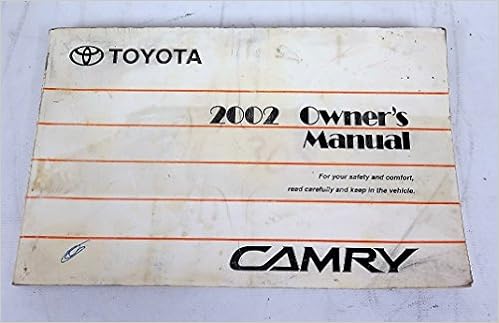 TOYOTA
2002 Owner's
Manual
For your safety and comfort,
read carefully and keep in the vehicle.
CAMRY